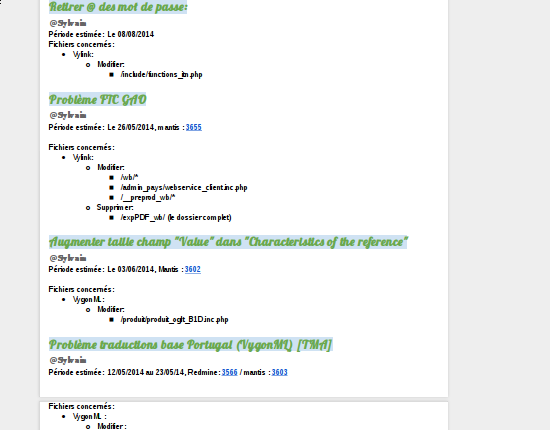 Retirer @ des mot de passe:
@Sylvain
Période estimée: Le 08/08/2014
Fichiers concernés:
Vylink:
Modifier:
/include/functions_itn.php
Problème FTC GAO
@Sylvain
Période estimée: Le 26/05/2014, mantis : 3655
Fichiers concernés:
Vylink:
Modifier:
/wb/*
/admin_pays/webservice_client.inc.php
/__preprod_wb/*
Supprimer:
/expPDF_wb/ (le dossier complet)
Augmenter taille champ "Value" dans "Characteristics of the reference"
@Sylvain
Période estimée: Le 03/06/2014, Mantis : 3602
Fichiers concernés:
VygonML:
Modifier:
/produit/produit_oglt_B1D.inc.php
Problème traductions base Portugal (VygonML) [TMA]
@Sylvain
Période estimée: 12/05/2014 au 23/05/14, Redmine: 3566 / mantis : 3603
Fichiers concernés:
VygonML :
Modifier :